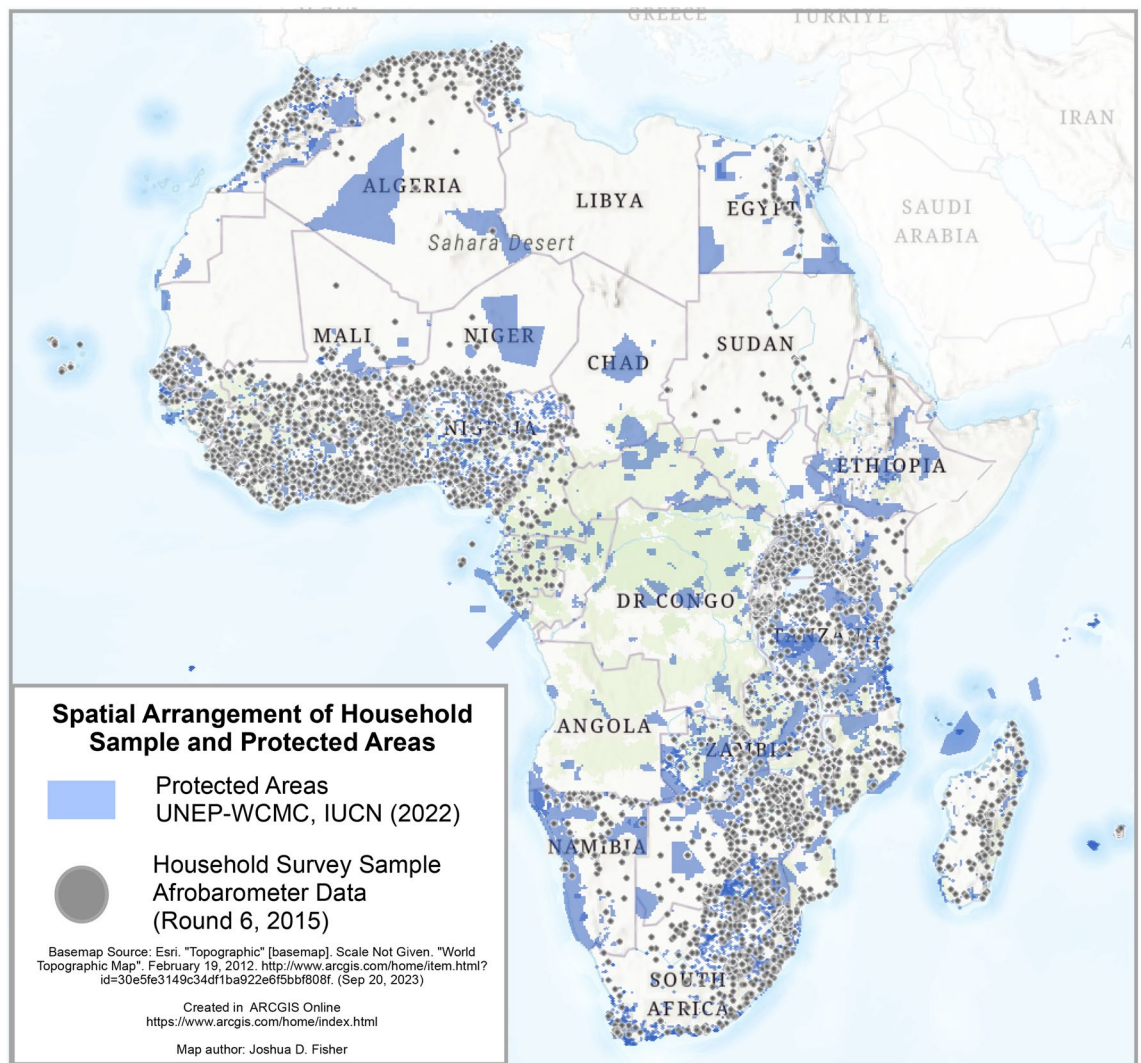 GREECE
TÜRKIYE
IRAN
ALGERIA
LIBYA
EGYPT
SAUDI
ARABIA
Sahara Desert
MALI
NIGER
CHAD
SUDAN
A
ETHIOPIA
DR CONGO
ANGOLA
ZAMBIA
NAMIBIA
SOUTH
AFRICA
Spatial Arrangement of Household
Sample and Protected Areas
Protected Areas
UNEP-WCMC, IUCN (2022)
Household Survey Sample
Afrobarometer Data
(Round 6, 2015)
Basemap Source: Esri. "Topographic" [basemap]. Scale Not Given. "World
Topographic Map". February 19, 2012. http://www.arcgis.com/home/item.html?
id=30e5fe3149c34df1ba922e6f5bbf808f. (Sep 20, 2023)
Created in ARCGIS Online
https://www.arcgis.com/home/index.html
Map author: Joshua D. Fisher